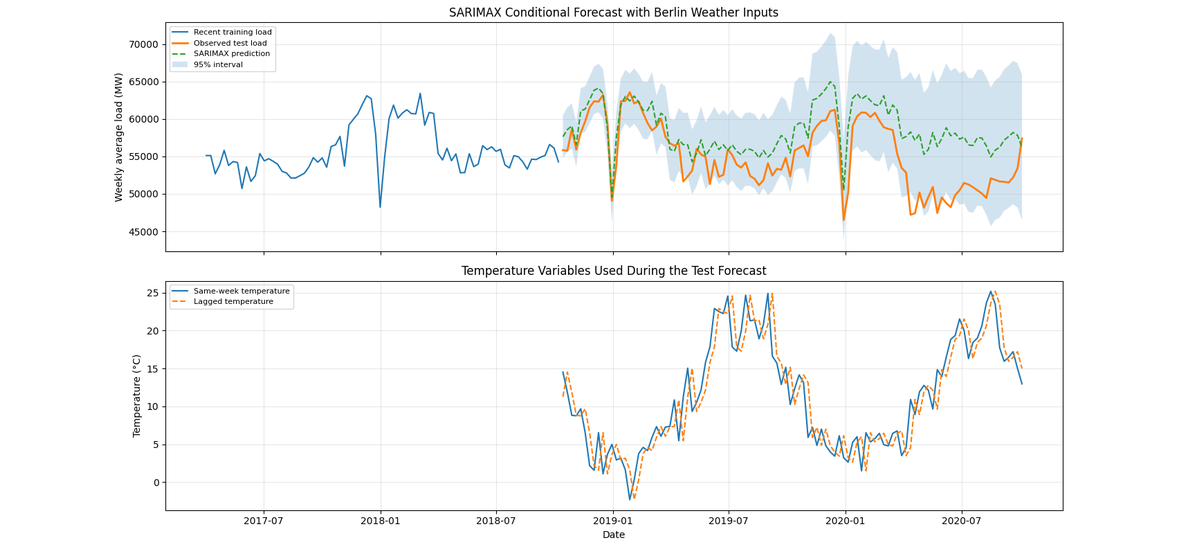 SARIMAX Conditional Forecast with Berlin Weather Inputs
Recent training load
Observed test load
SARIMAX prediction
95% interval
70000
65000
60000
55000
50000
45000
Weekly average load (MW)
Temperature Variables Used During the Test Forecast
Same-week temperature
Lagged temperature
25
20
15
10
5
0
Temperature (°C)
2017-07
2018-01
2018-07
2019-01
2019-07
2020-01
2020-07
Date